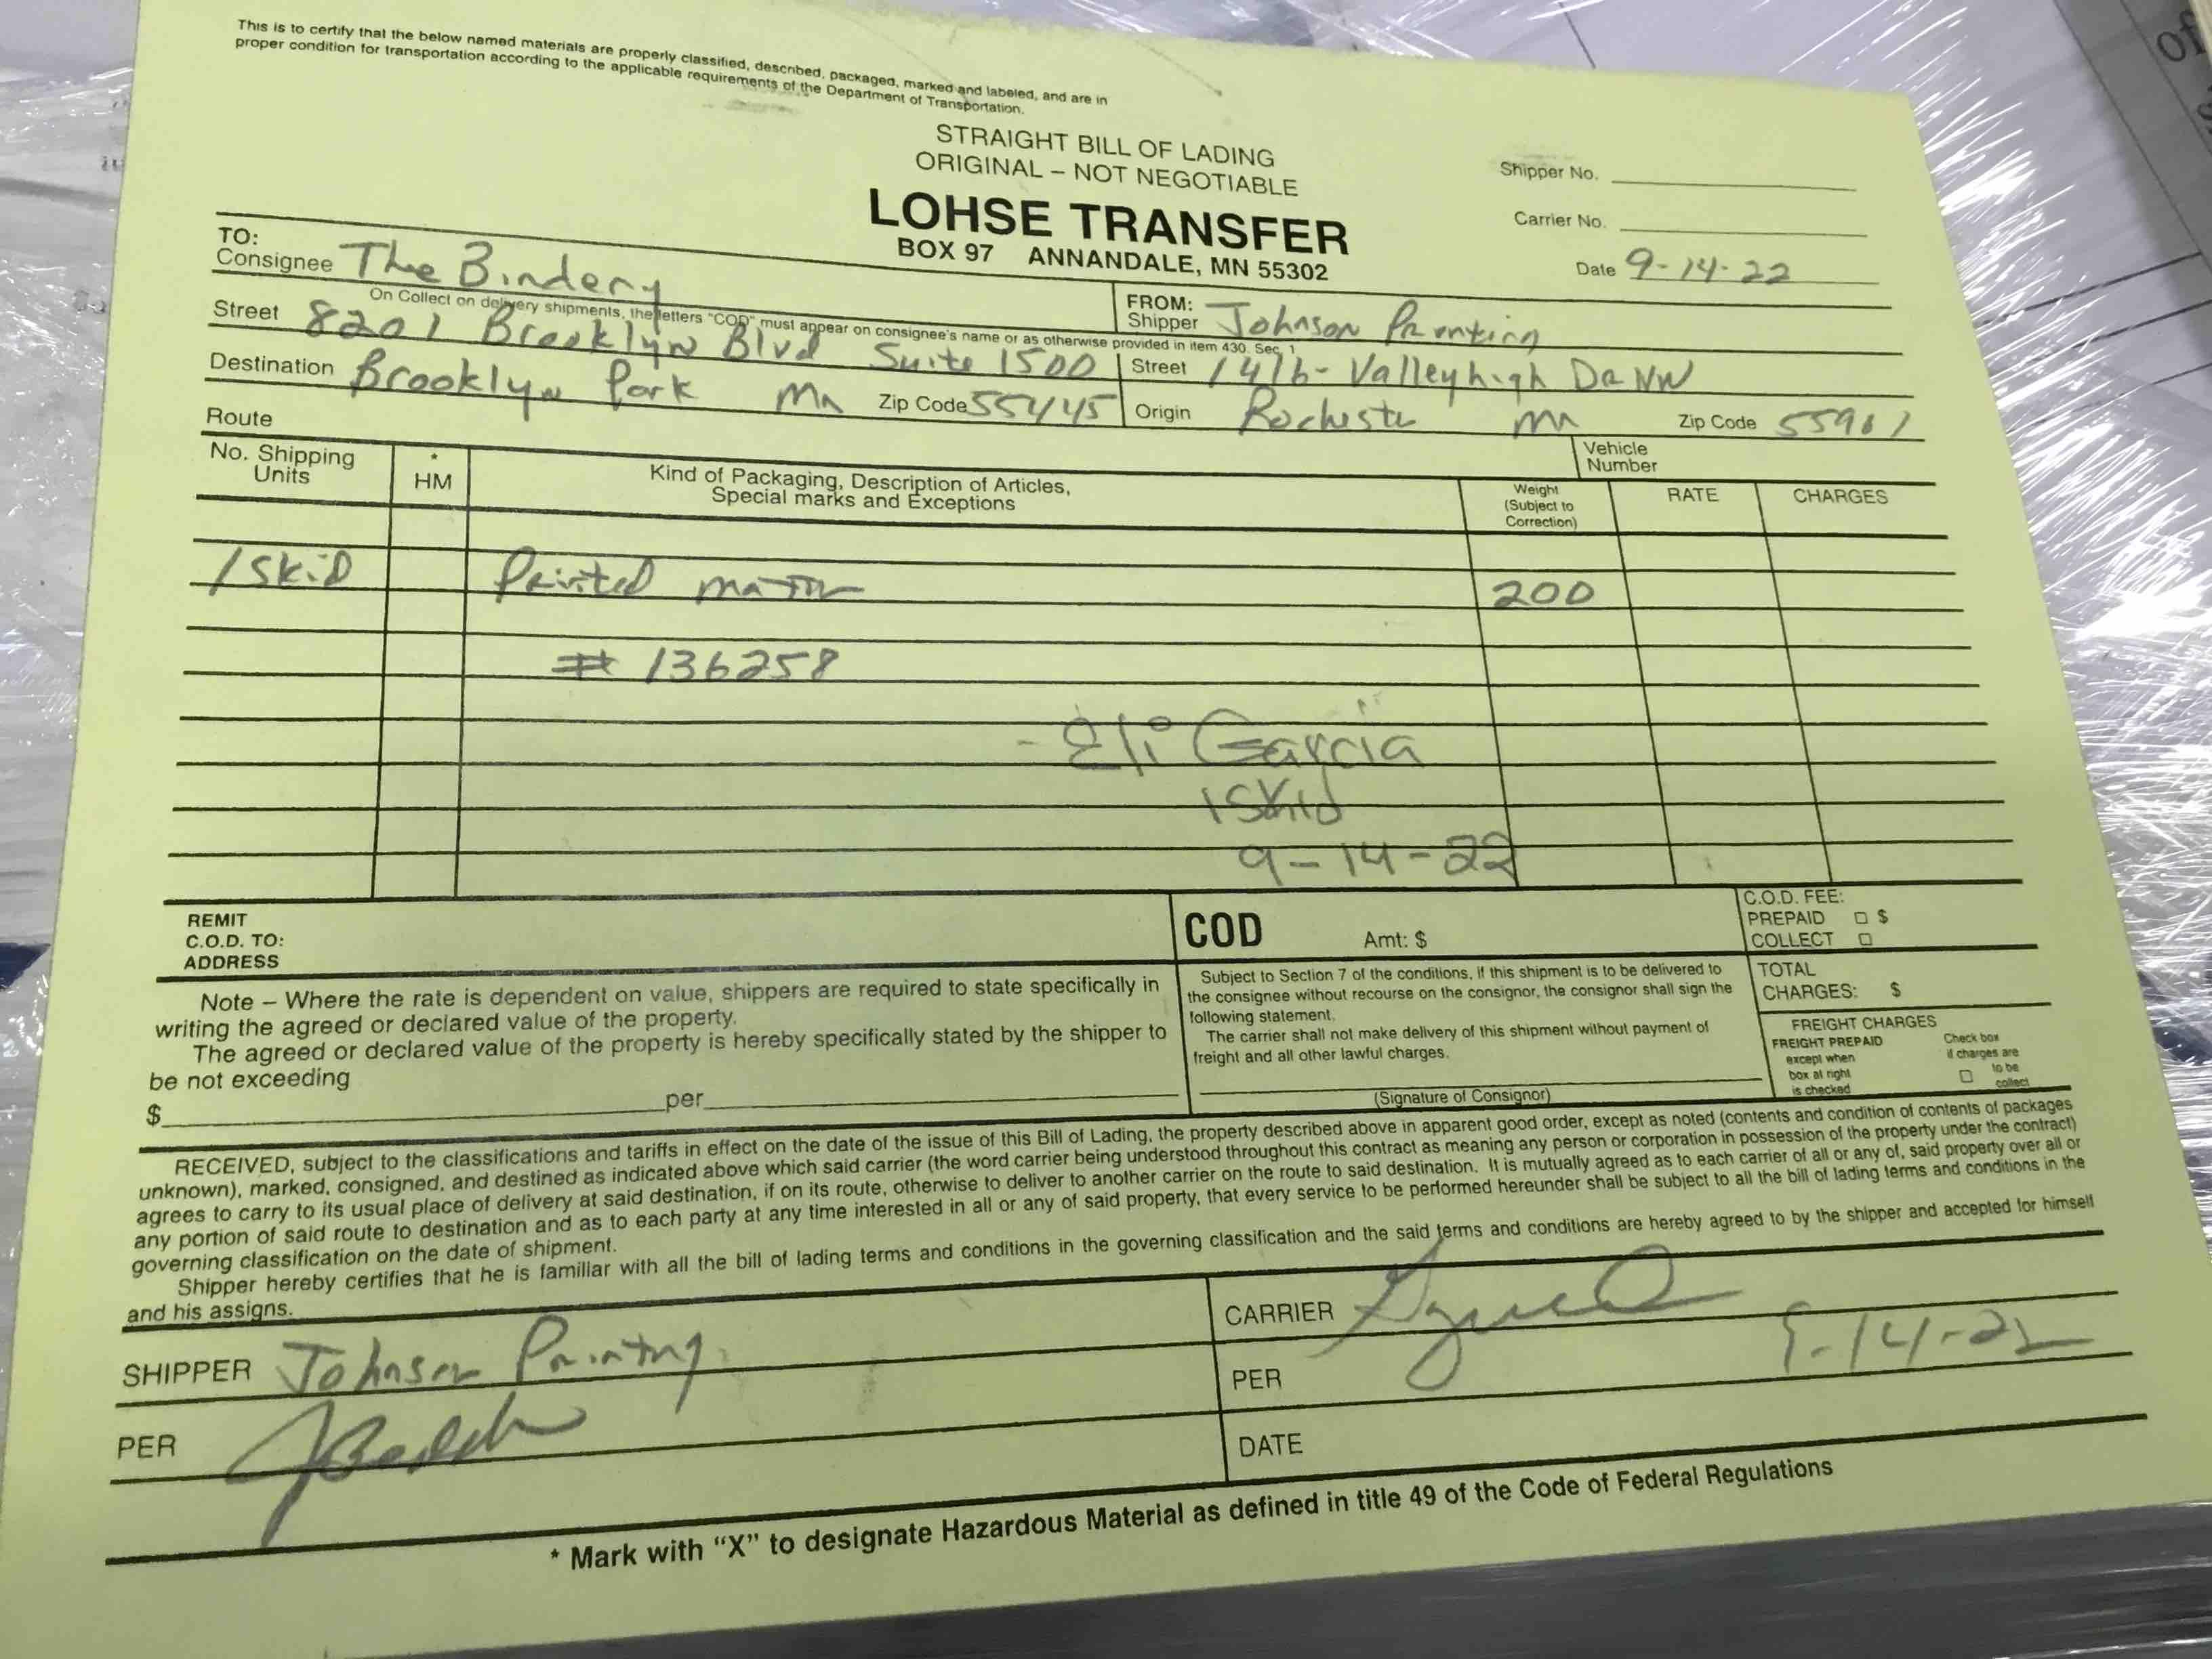 This is to certify that the below named materials are properly classified, described, packaged, marked and labeled, and are in
proper condition for transportation according to the applicable requirements of the Department of Transportation.
STRAIGHT BILL OF LADING
ORIGINAL – NOT NEGOTIABLE
LOHSE TRANSFER
BOX 97 ANNANDALE, MN 55302
Shipper No.
Carrier No.
Date 9-14-22
TO:
Consignee The Bindery
On Collect on delivery shipments, the letters "COD" must appear on consignee's name or as otherwise provided in item 430. Sec. 1
Street 8201 Brooklyn Blvd Suite 1500
Destination Brooklyn Park Mn Zip Code 55445
Route
FROM:
Shipper Johnson Printing
Street 1416 - Valleyhigh DR NW
Origin Rochester mn Zip Code 55901
Vehicle
Number
No. Shipping
Units
*
HM
Kind of Packaging, Description of Articles,
Special marks and Exceptions
Weight
(Subject to
Correction)
RATE
CHARGES
1 SkiD Printed matter 200
# 136258
- Eli Garcia
1 Skid
9-14-22
REMIT
C.O.D. TO:
ADDRESS
COD Amt: $
C.O.D. FEE:
PREPAID □ $
COLLECT □
Note – Where the rate is dependent on value, shippers are required to state specifically in
writing the agreed or declared value of the property.
The agreed or declared value of the property is hereby specifically stated by the shipper to
be not exceeding
$ per
Subject to Section 7 of the conditions, if this shipment is to be delivered to
the consignee without recourse on the consignor, the consignor shall sign the
following statement.
The carrier shall not make delivery of this shipment without payment of
freight and all other lawful charges.
(Signature of Consignor)
TOTAL
CHARGES: $
FREIGHT CHARGES
FREIGHT PREPAID
except when
box at right
is checked
Check box
if charges are
□ to be
collect
RECEIVED, subject to the classifications and tariffs in effect on the date of the issue of this Bill of Lading, the property described above in apparent good order, except as noted (contents and condition of contents of packages
unknown), marked, consigned, and destined as indicated above which said carrier (the word carrier being understood throughout this contract as meaning any person or corporation in possession of the property under the contract)
agrees to carry to its usual place of delivery at said destination, if on its route, otherwise to deliver to another carrier on the route to said destination. It is mutually agreed as to each carrier of all or any of, said property over all or
any portion of said route to destination and as to each party at any time interested in all or any of said property, that every service to be performed hereunder shall be subject to all the bill of lading terms and conditions in the
governing classification on the date of shipment.
Shipper hereby certifies that he is familiar with all the bill of lading terms and conditions in the governing classification and the said terms and conditions are hereby agreed to by the shipper and accepted for himself
and his assigns.
SHIPPER Johnson Printing
PER
CARRIER
PER 9-14-22
DATE
* Mark with "X" to designate Hazardous Material as defined in title 49 of the Code of Federal Regulations
of